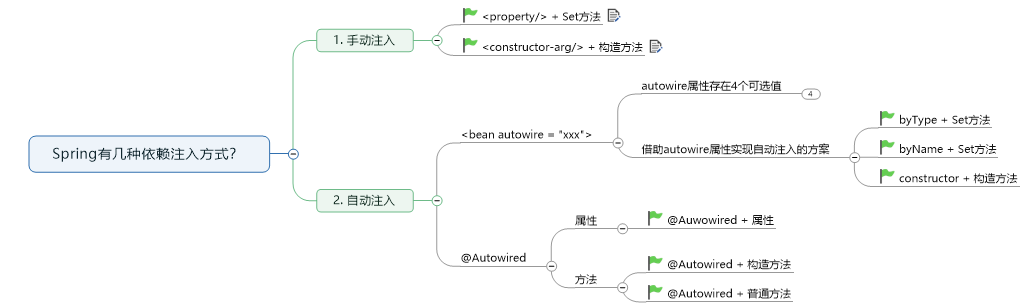 Spring有几种依赖注入方式？
1. 手动注入
<property/> + Set方法
<constructor-arg/> + 构造方法
2. 自动注入
<bean autowire = "xxx">
autowire属性存在4个可选值
4
借助autowire属性实现自动注入的方案
byType + Set方法
byName + Set方法
constructor + 构造方法
@Autowired
属性
@Auwowired + 属性
方法
@Autowired + 构造方法
@Autowired + 普通方法